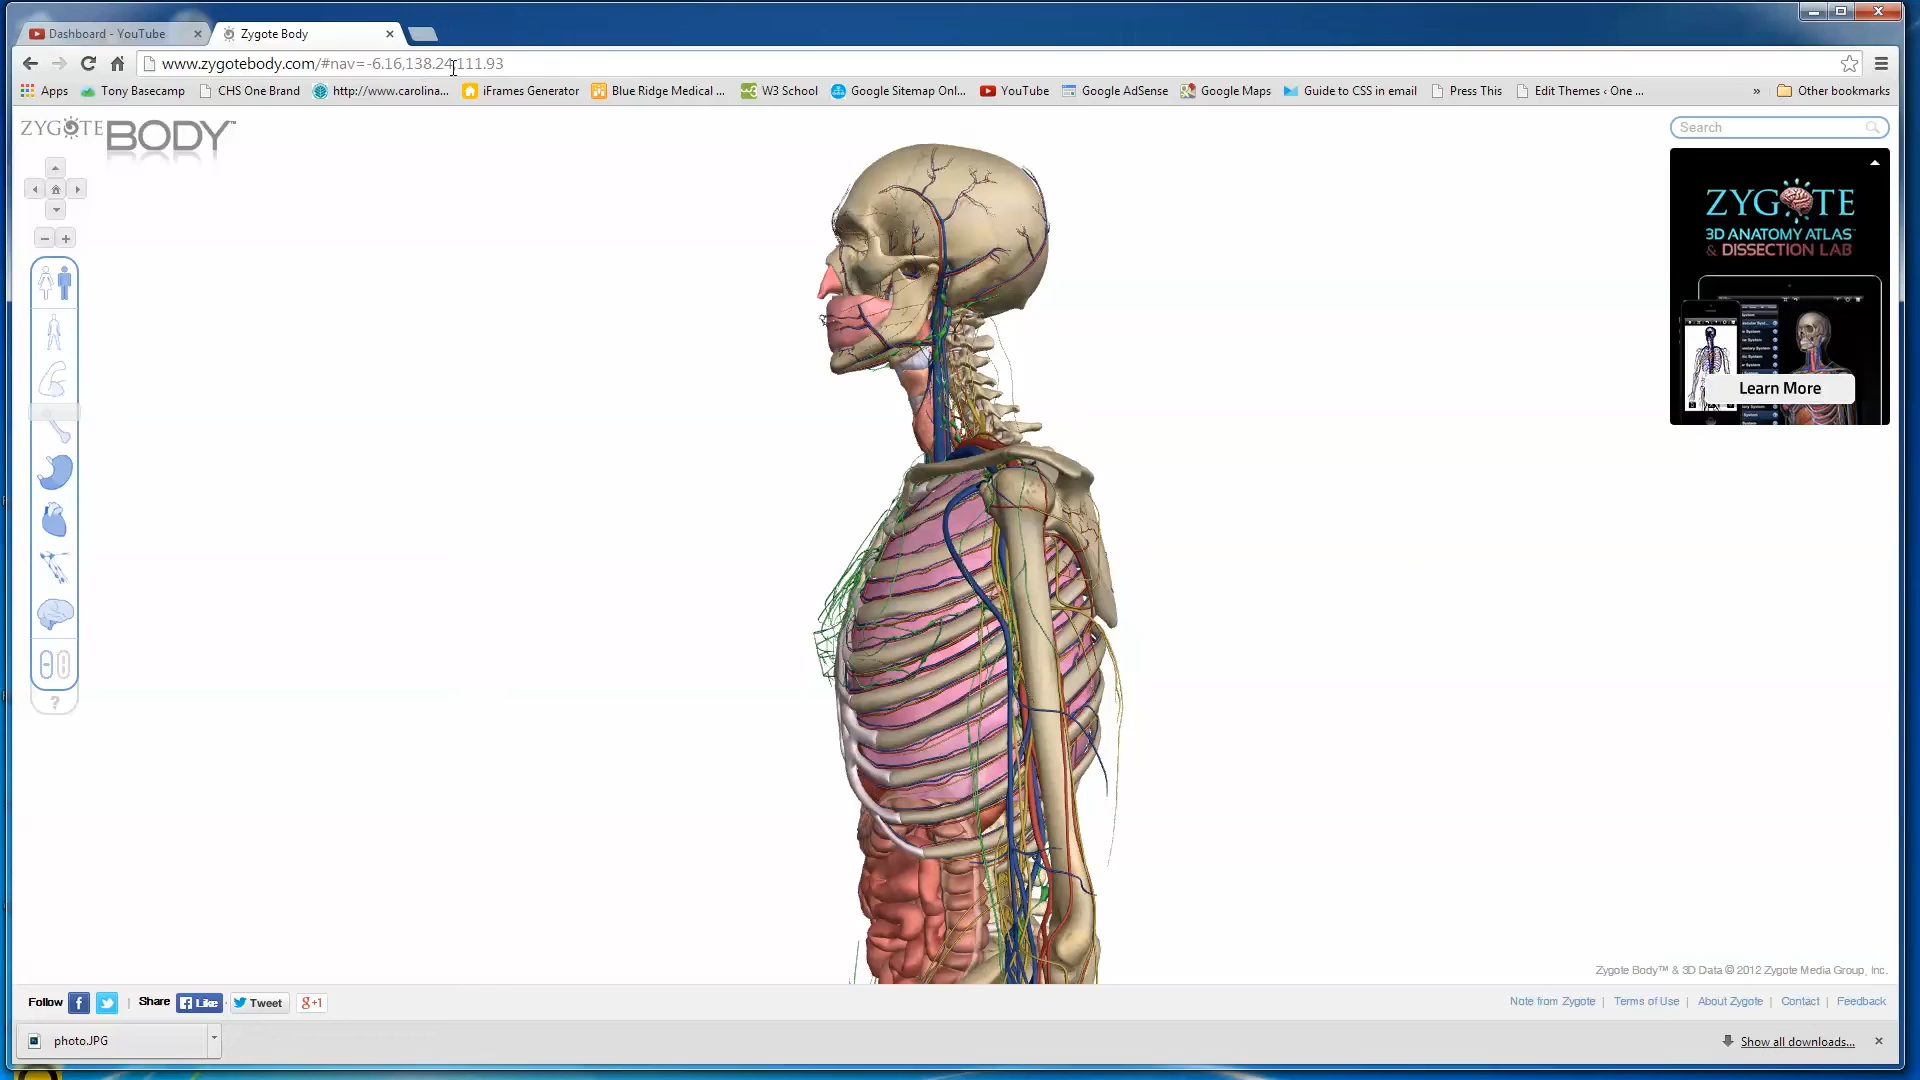 Dashboard - YouTube
Zygote Body
www.zygotebody.com/#nav=-6.16,138.24,111.93
Apps
Tony Basecamp
CHS One Brand
http://www.carolina...
iFrames Generator
Blue Ridge Medical ...
W3 School
Google Sitemap Onl...
YouTube
Google AdSense
Google Maps
Guide to CSS in email
Press This
Edit Themes ‹ One ...
»
Other bookmarks
ZYGOTE BODY™
Search
ZYGOTE
3D ANATOMY ATLAS™
& DISSECTION LAB
Learn More
?
Zygote Body™ & 3D Data © 2012 Zygote Media Group, Inc.
Follow
Share
Like
Tweet
g+1
Note from Zygote | Terms of Use | About Zygote | Contact | Feedback
photo.JPG
Show all downloads...